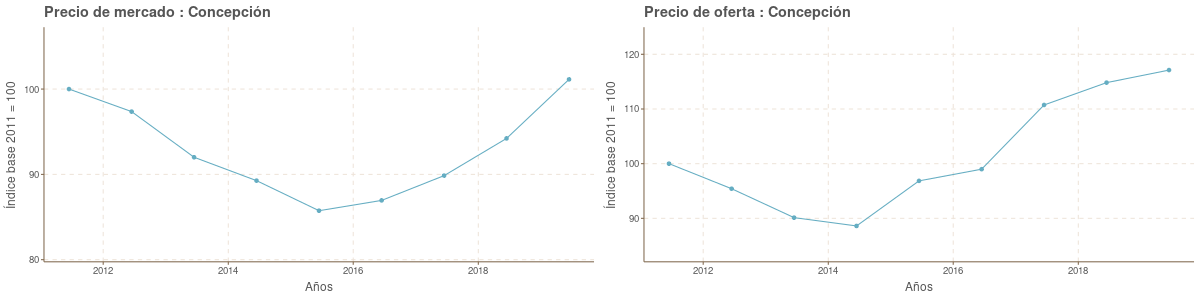 Precio de mercado : Concepción
Índice base 2011 = 100
100
90
80
2012
2014
2016
2018
Años
Precio de oferta : Concepción
Índice base 2011 = 100
120
110
100
90
2012
2014
2016
2018
Años